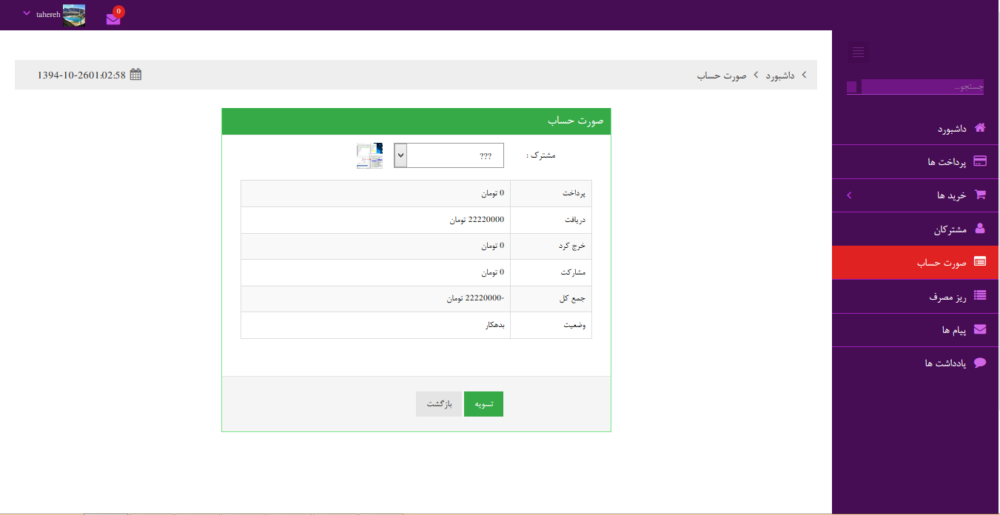 tahereh
0
داشبورد
صورت حساب
1394-10-2601:02:58
جستجو...
داشبورد
پرداخت ها
خرید ها
مشترکان
صورت حساب
ریز مصرف
پیام ها
یادداشت ها
صورت حساب
مشترک :
???
پرداخت 0 تومان
دریافت 22220000 تومان
خرج کرد 0 تومان
مشارکت 0 تومان
جمع کل -22220000 تومان
وضعیت بدهکار
تسویه
بازگشت